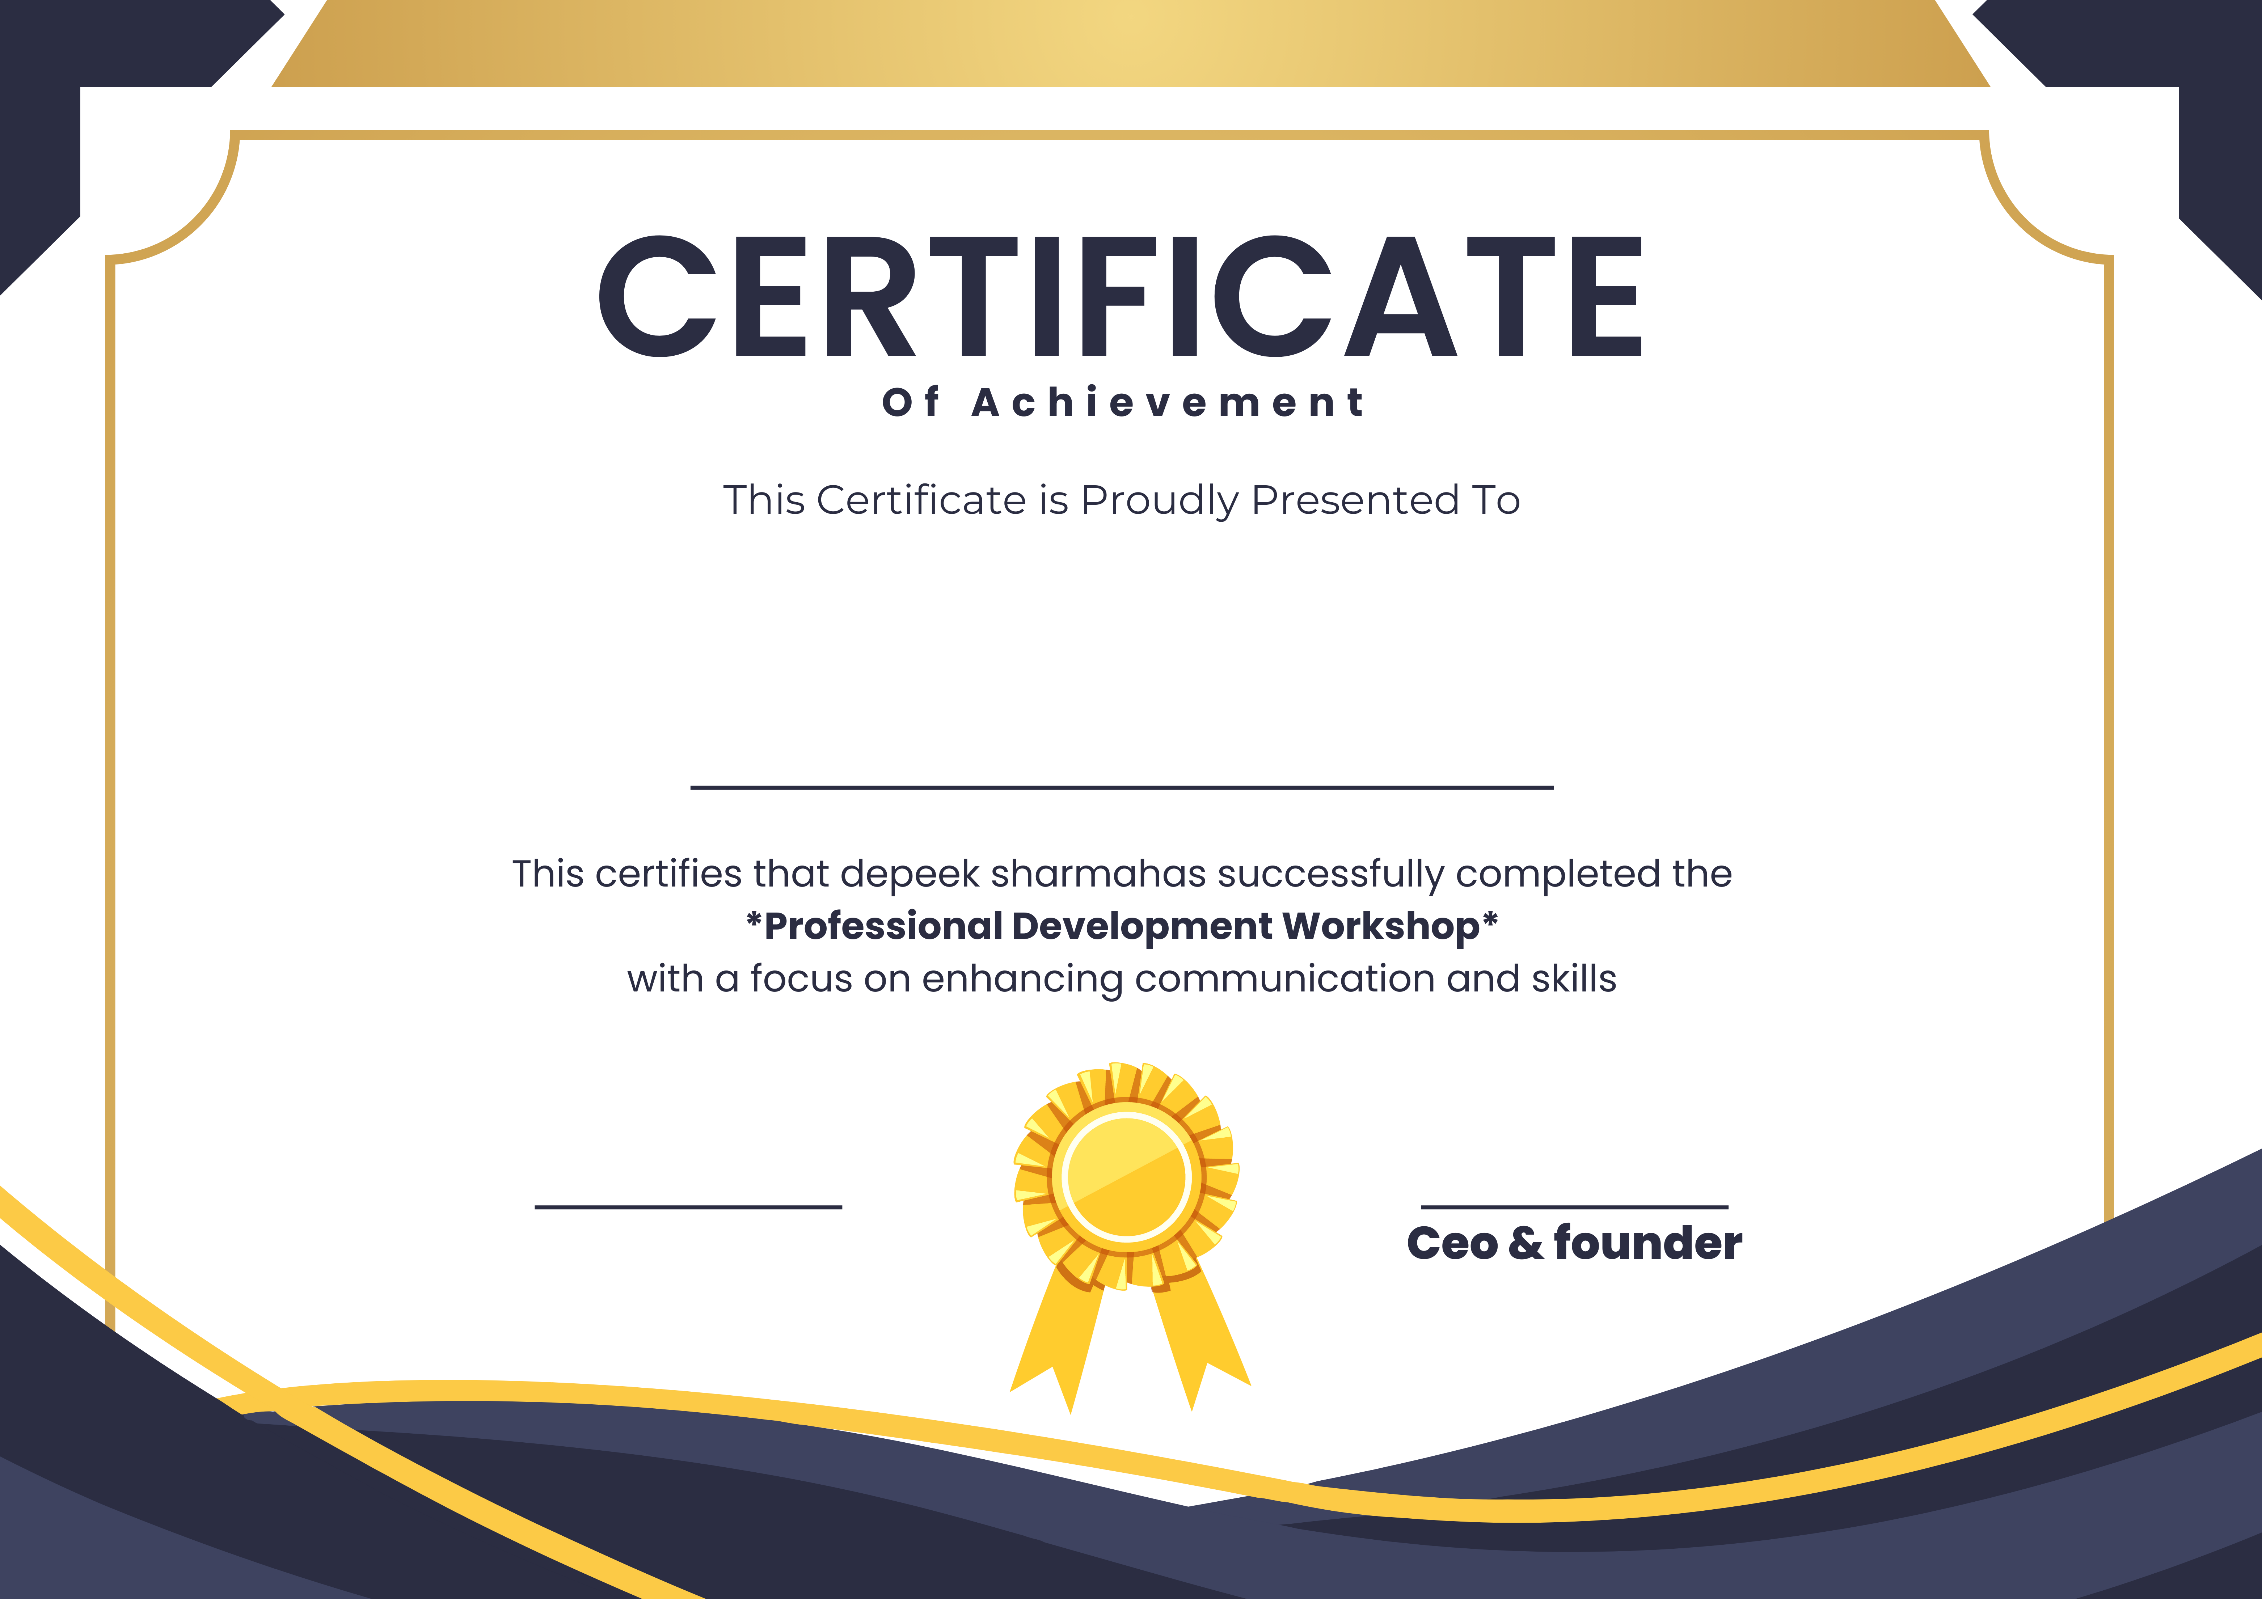 CERTIFICATE
Of Achievement
This Certificate is Proudly Presented To
This certifies that depeek sharmahas successfully completed the
*Professional Development Workshop*
with a focus on enhancing communication and skills
Ceo & founder